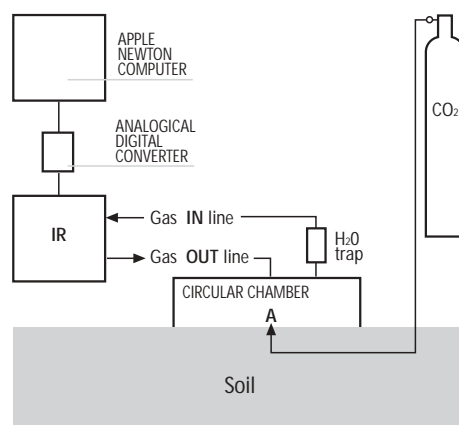 APPLE
NEWTON
COMPUTER
ANALOGICAL
DIGITAL
CONVERTER
CO2
IR
Gas IN line
Gas OUT line
H2O
trap
CIRCULAR CHAMBER
A
Soil